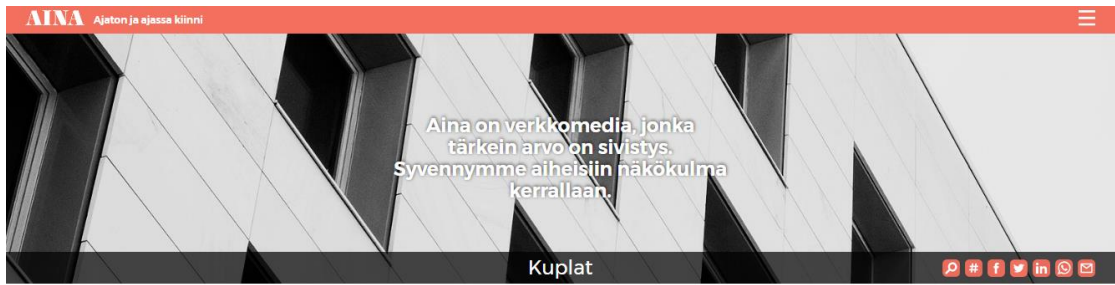 AINA Ajaton ja ajassa kiinni
Aina on verkkomedia, jonka
tärkein arvo on sivistys.
Syvennymme aiheisiin näkökulma
kerrallaan.
Kuplat